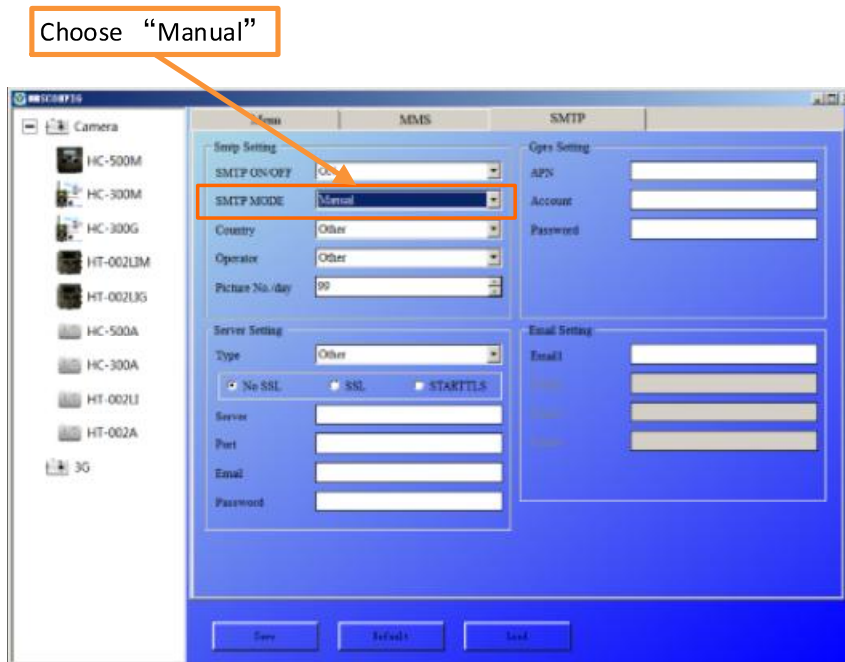 Choose “Manual”
MMSCONFIG
Camera
HC-500M
HC-300M
HC-300G
HT-002LIM
HT-002LIG
HC-500A
HC-300A
HT-002LI
HT-002A
3G
Menu MMS SMTP
Smtp Setting
SMTP ON/OFF
SMTP MODE Manual
Country Other
Operator Other
Picture No./day 99
Server Setting
Type Other
No SSL SSL STARTTLS
Server
Port
Email
Password
Gprs Setting
APN
Account
Password
Email Setting
Email1
Save Default Load